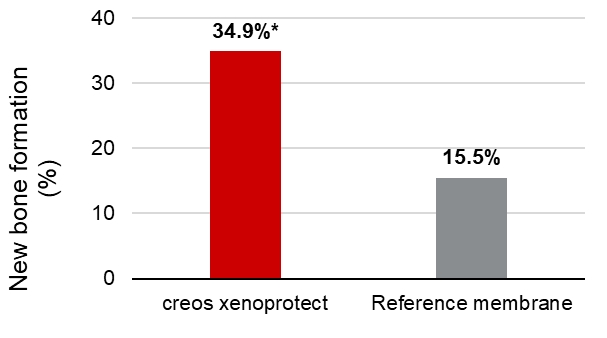 New bone formation
(%)
40
30
20
10
0
34.9%*
15.5%
creos xenoprotect
Reference membrane